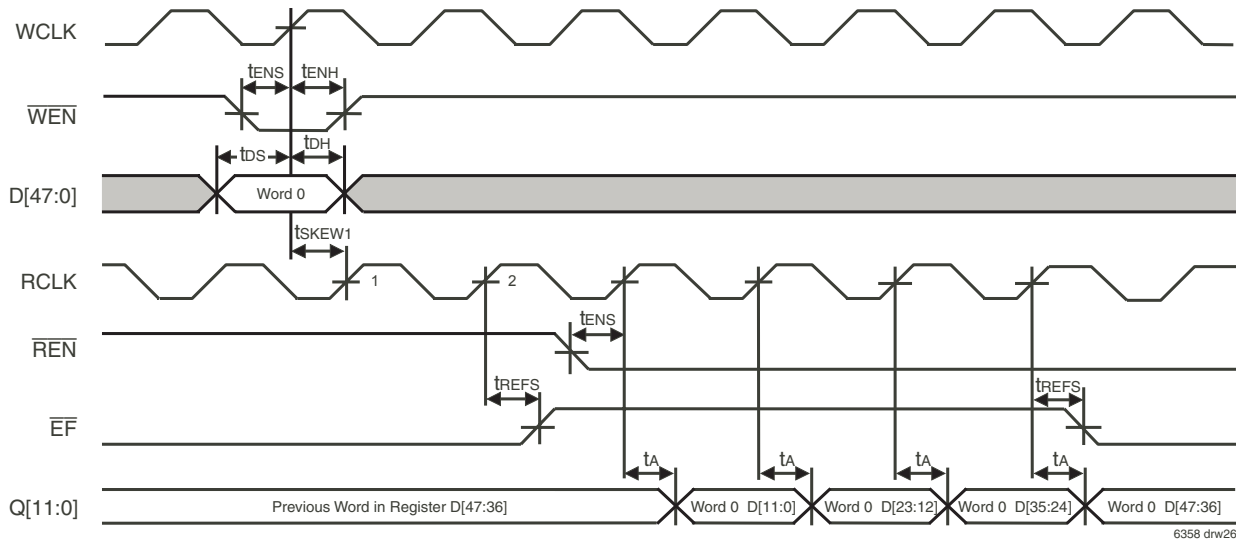 WCLK
tENS tENH
WEN
tDS tDH
D[47:0] Word 0
tSKEW1
RCLK 1 2
tENS
REN
tREFS tREFS
EF
tA tA tA tA
Q[11:0] Previous Word in Register D[47:36] Word 0 D[11:0] Word 0 D[23:12] Word 0 D[35:24] Word 0 D[47:36]
6358 drw26